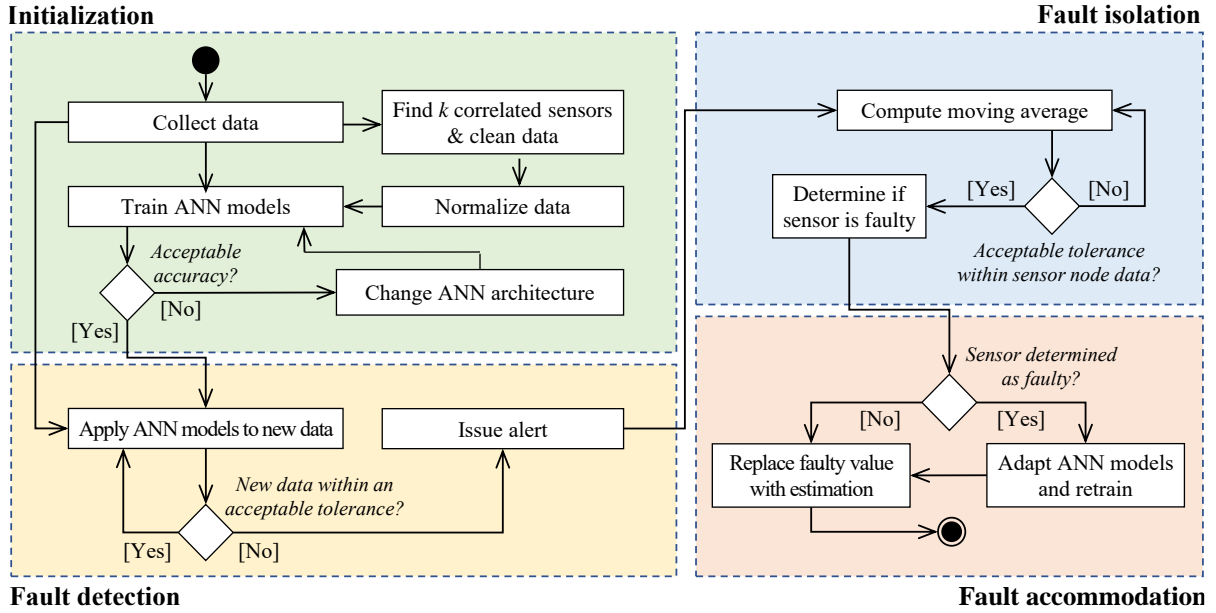 Initialization
Collect data
Find k correlated sensors
& clean data
Train ANN models
Normalize data
Acceptable
accuracy?
Change ANN architecture
[No]
[Yes]
Apply ANN models to new data
Issue alert
New data within an
acceptable tolerance?
[Yes]
[No]
Fault detection
Fault isolation
Compute moving average
Determine if
sensor is faulty
[Yes]
[No]
Acceptable tolerance
within sensor node data?
Sensor determined
as faulty?
[No]
[Yes]
Replace faulty value
with estimation
Adapt ANN models
and retrain
Fault accommodation